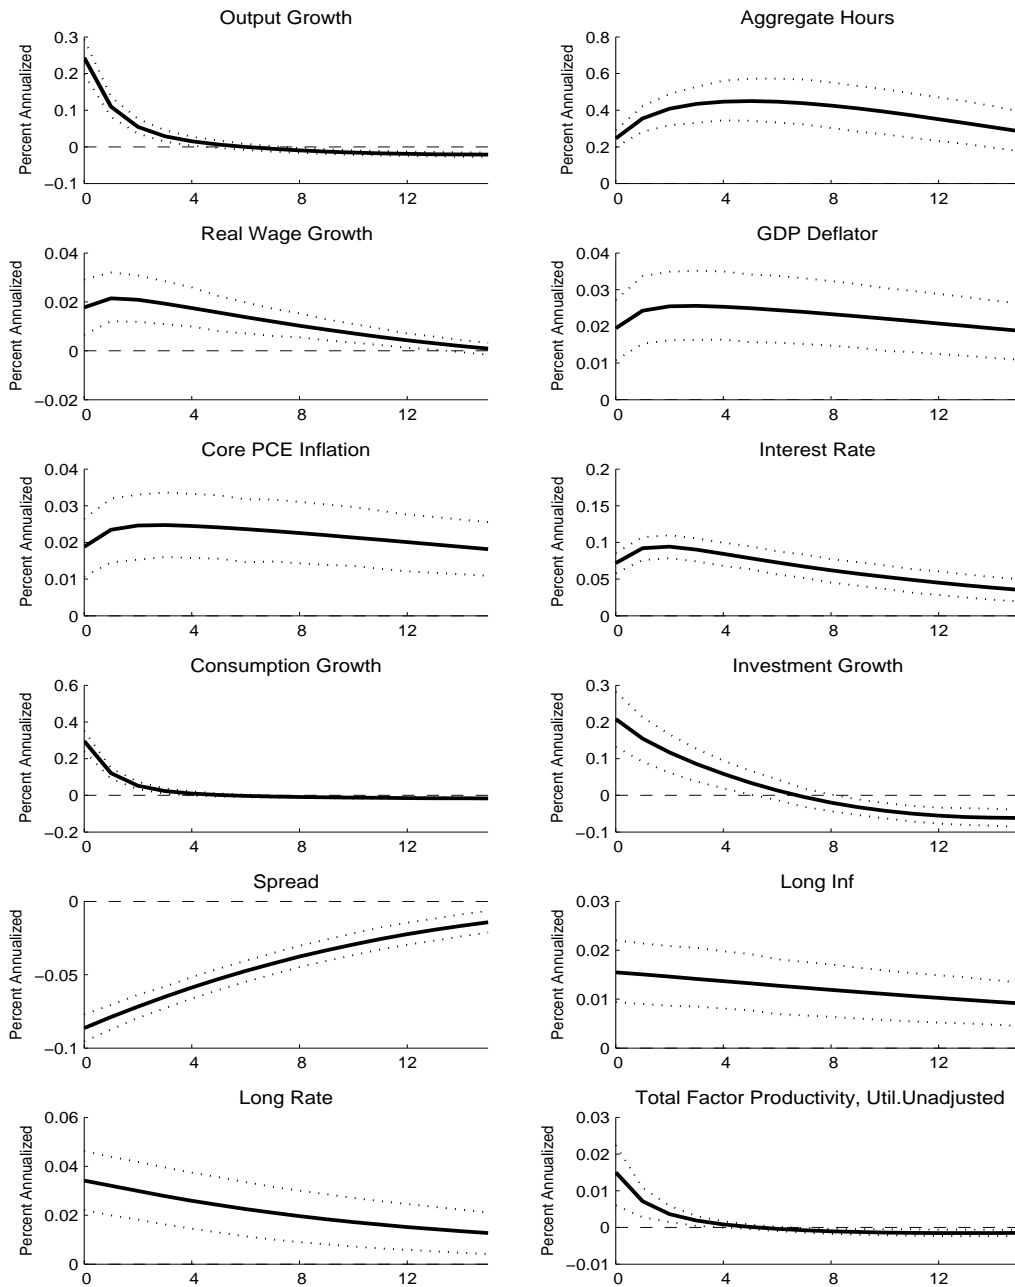 Output Growth
Percent Annualized
0.3
0.2
0.1
0
−0.1
0 4 8 12
Aggregate Hours
Percent Annualized
0.8
0.6
0.4
0.2
0
0 4 8 12
Real Wage Growth
Percent Annualized
0.04
0.02
0
−0.02
0 4 8 12
GDP Deflator
Percent Annualized
0.04
0.03
0.02
0.01
0
0 4 8 12
Core PCE Inflation
Percent Annualized
0.04
0.03
0.02
0.01
0
0 4 8 12
Interest Rate
Percent Annualized
0.2
0.15
0.1
0.05
0
0 4 8 12
Consumption Growth
Percent Annualized
0.6
0.4
0.2
0
−0.2
0 4 8 12
Investment Growth
Percent Annualized
0.3
0.2
0.1
0
−0.1
0 4 8 12
Spread
Percent Annualized
0
−0.05
−0.1
0 4 8 12
Long Inf
Percent Annualized
0.03
0.02
0.01
0
0 4 8 12
Long Rate
Percent Annualized
0.06
0.04
0.02
0
0 4 8 12
Total Factor Productivity, Util.Unadjusted
Percent Annualized
0.03
0.02
0.01
0
−0.01
0 4 8 12